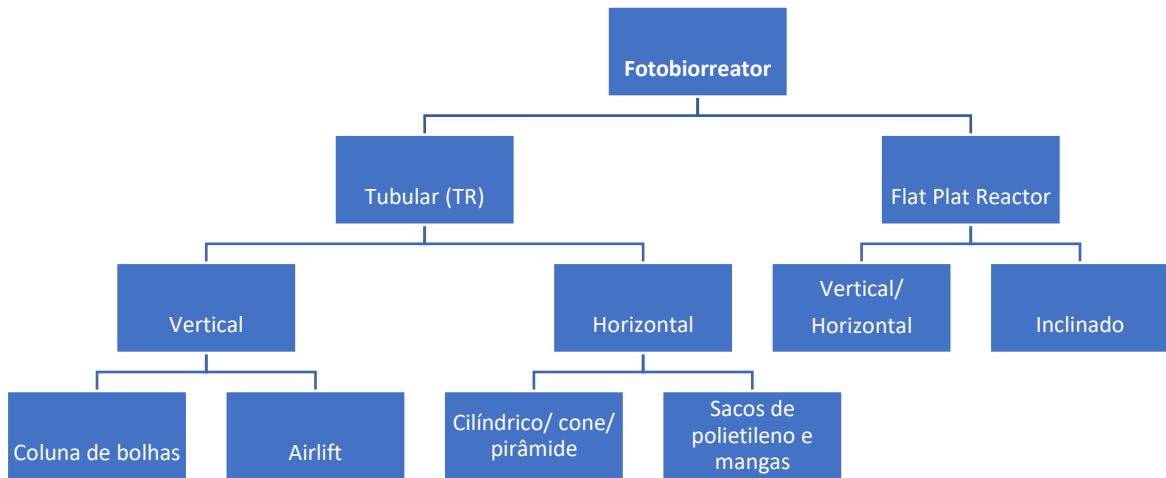 Fotobiorreator
Tubular (TR)
Flat Plat Reactor
Vertical
Horizontal
Vertical/
Horizontal
Inclinado
Coluna de bolhas
Airlift
Cilíndrico/ cone/
pirâmide
Sacos de
polietileno e
mangas